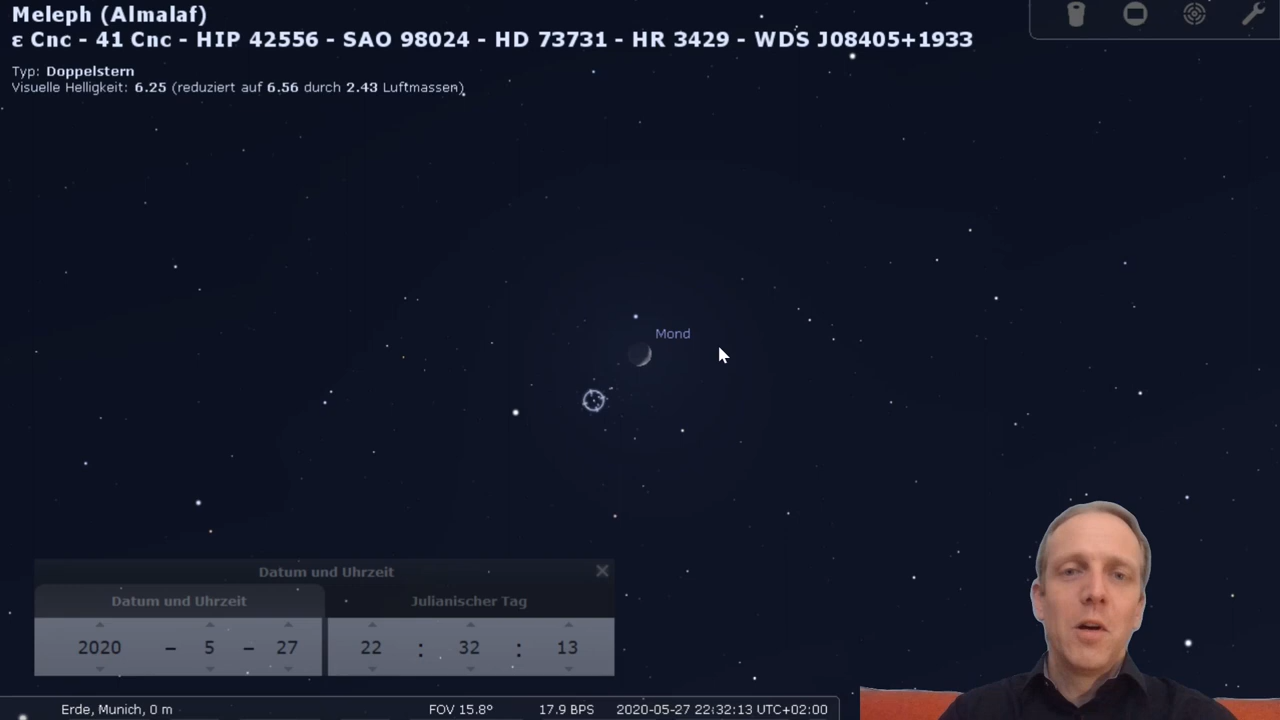 Meleph (Almalaf)
ε Cnc - 41 Cnc - HIP 42556 - SAO 98024 - HD 73731 - HR 3429 - WDS J08405+1933
Typ: Doppelstern
Visuelle Helligkeit: 6.25 (reduziert auf 6.56 durch 2.43 Luftmassen)
Mond
Datum und Uhrzeit
Datum und Uhrzeit Julianischer Tag
2020 - 5 - 27 22 : 32 : 13
Erde, Munich, 0 m FOV 15.8° 17.9 BPS 2020-05-27 22:32:13 UTC+02:00